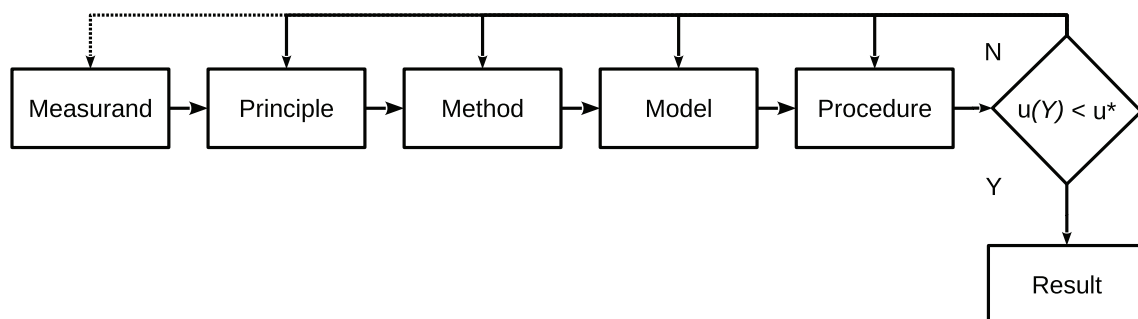 N
Measurand
Principle
Method
Model
Procedure
u(Y) < u*
Y
Result